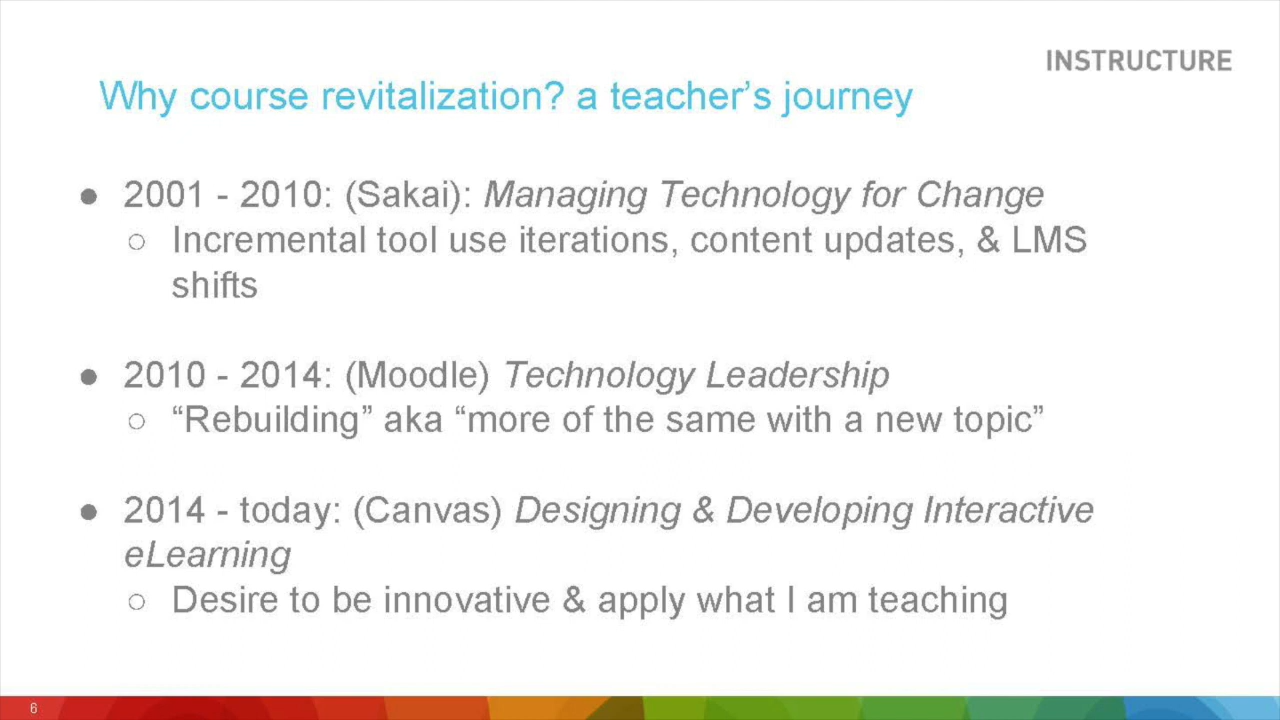 INSTRUCTURE
Why course revitalization? a teacher’s journey
● 2001 - 2010: (Sakai): Managing Technology for Change
○ Incremental tool use iterations, content updates, & LMS
shifts
● 2010 - 2014: (Moodle) Technology Leadership
○ “Rebuilding” aka “more of the same with a new topic”
● 2014 - today: (Canvas) Designing & Developing Interactive
eLearning
○ Desire to be innovative & apply what I am teaching
6